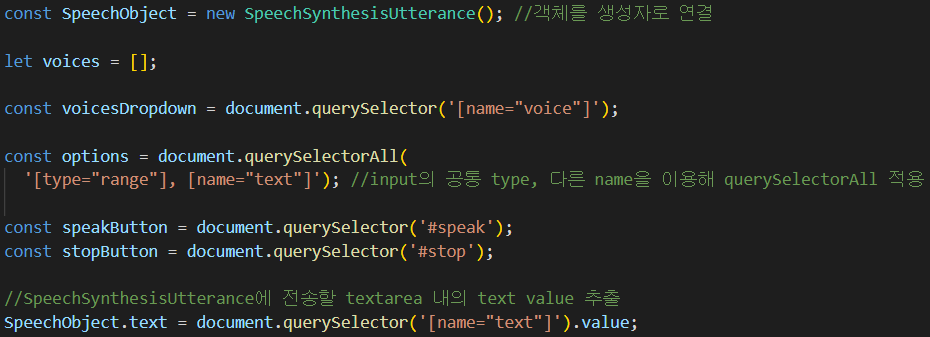 const SpeechObject = new SpeechSynthesisUtterance(); //객체를 생성자로 연결
let voices = [];
const voicesDropdown = document.querySelector('[name="voice"]');
const options = document.querySelectorAll(
'[type="range"], [name="text"]'); //input의 공통 type, 다른 name을 이용해 querySelectorAll 적용
const speakButton = document.querySelector('#speak');
const stopButton = document.querySelector('#stop');
//SpeechSynthesisUtterance에 전송할 textarea 내의 text value 추출
SpeechObject.text = document.querySelector('[name="text"]').value;